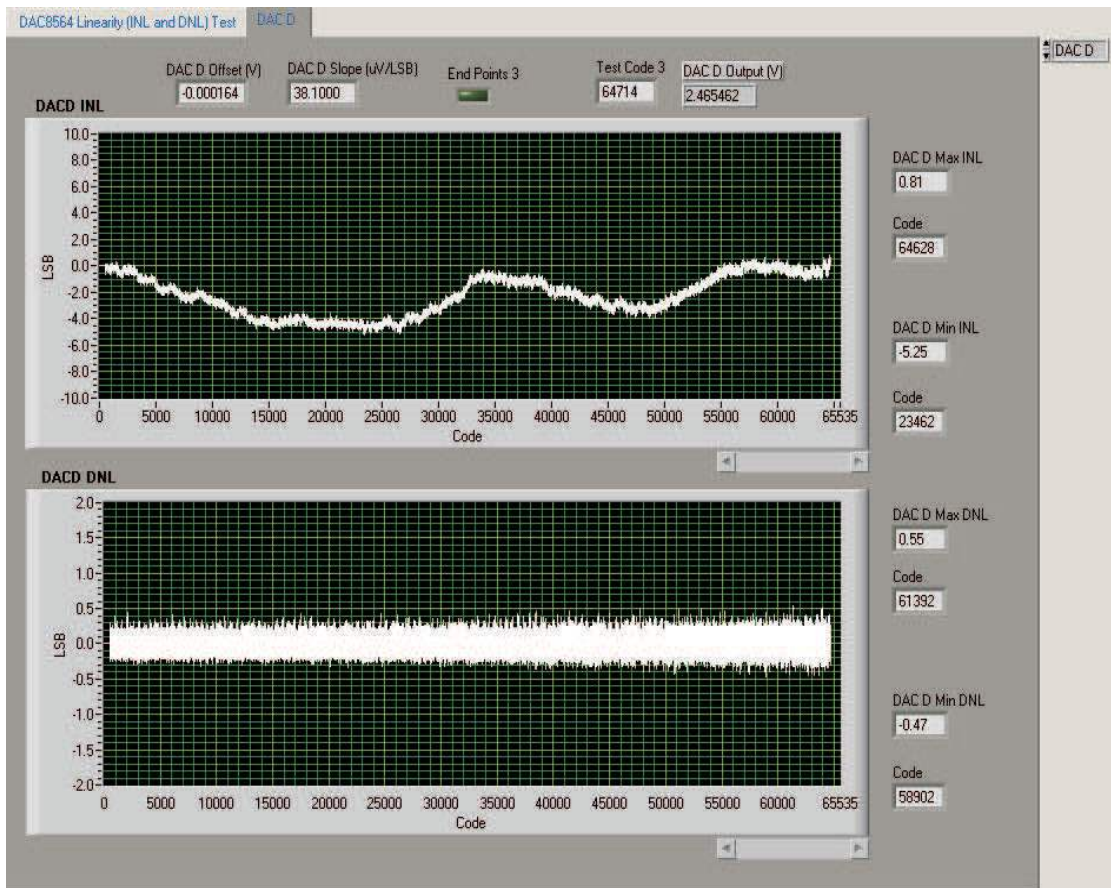 DAC8564 Linearity (INL and DNL) Test DAC D
DAC D
DAC D Offset (V) DAC D Slope (uV/LSB) End Points 3 Test Code 3 DAC D Output (V)
-0.000164 38.1000 64714 2.465462
DACD INL
10.0
8.0
6.0
4.0
2.0
0.0
-2.0
-4.0
-6.0
-8.0
-10.0
LSB
0 5000 10000 15000 20000 25000 30000 35000 40000 45000 50000 55000 60000 65535
Code
DAC D Max INL
0.81
Code
64628
DAC D Min INL
-5.25
Code
23462
DACD DNL
2.0
1.5
1.0
0.5
0.0
-0.5
-1.0
-1.5
-2.0
LSB
0 5000 10000 15000 20000 25000 30000 35000 40000 45000 50000 55000 60000 65535
Code
DAC D Max DNL
0.55
Code
61392
DAC D Min DNL
-0.47
Code
58902